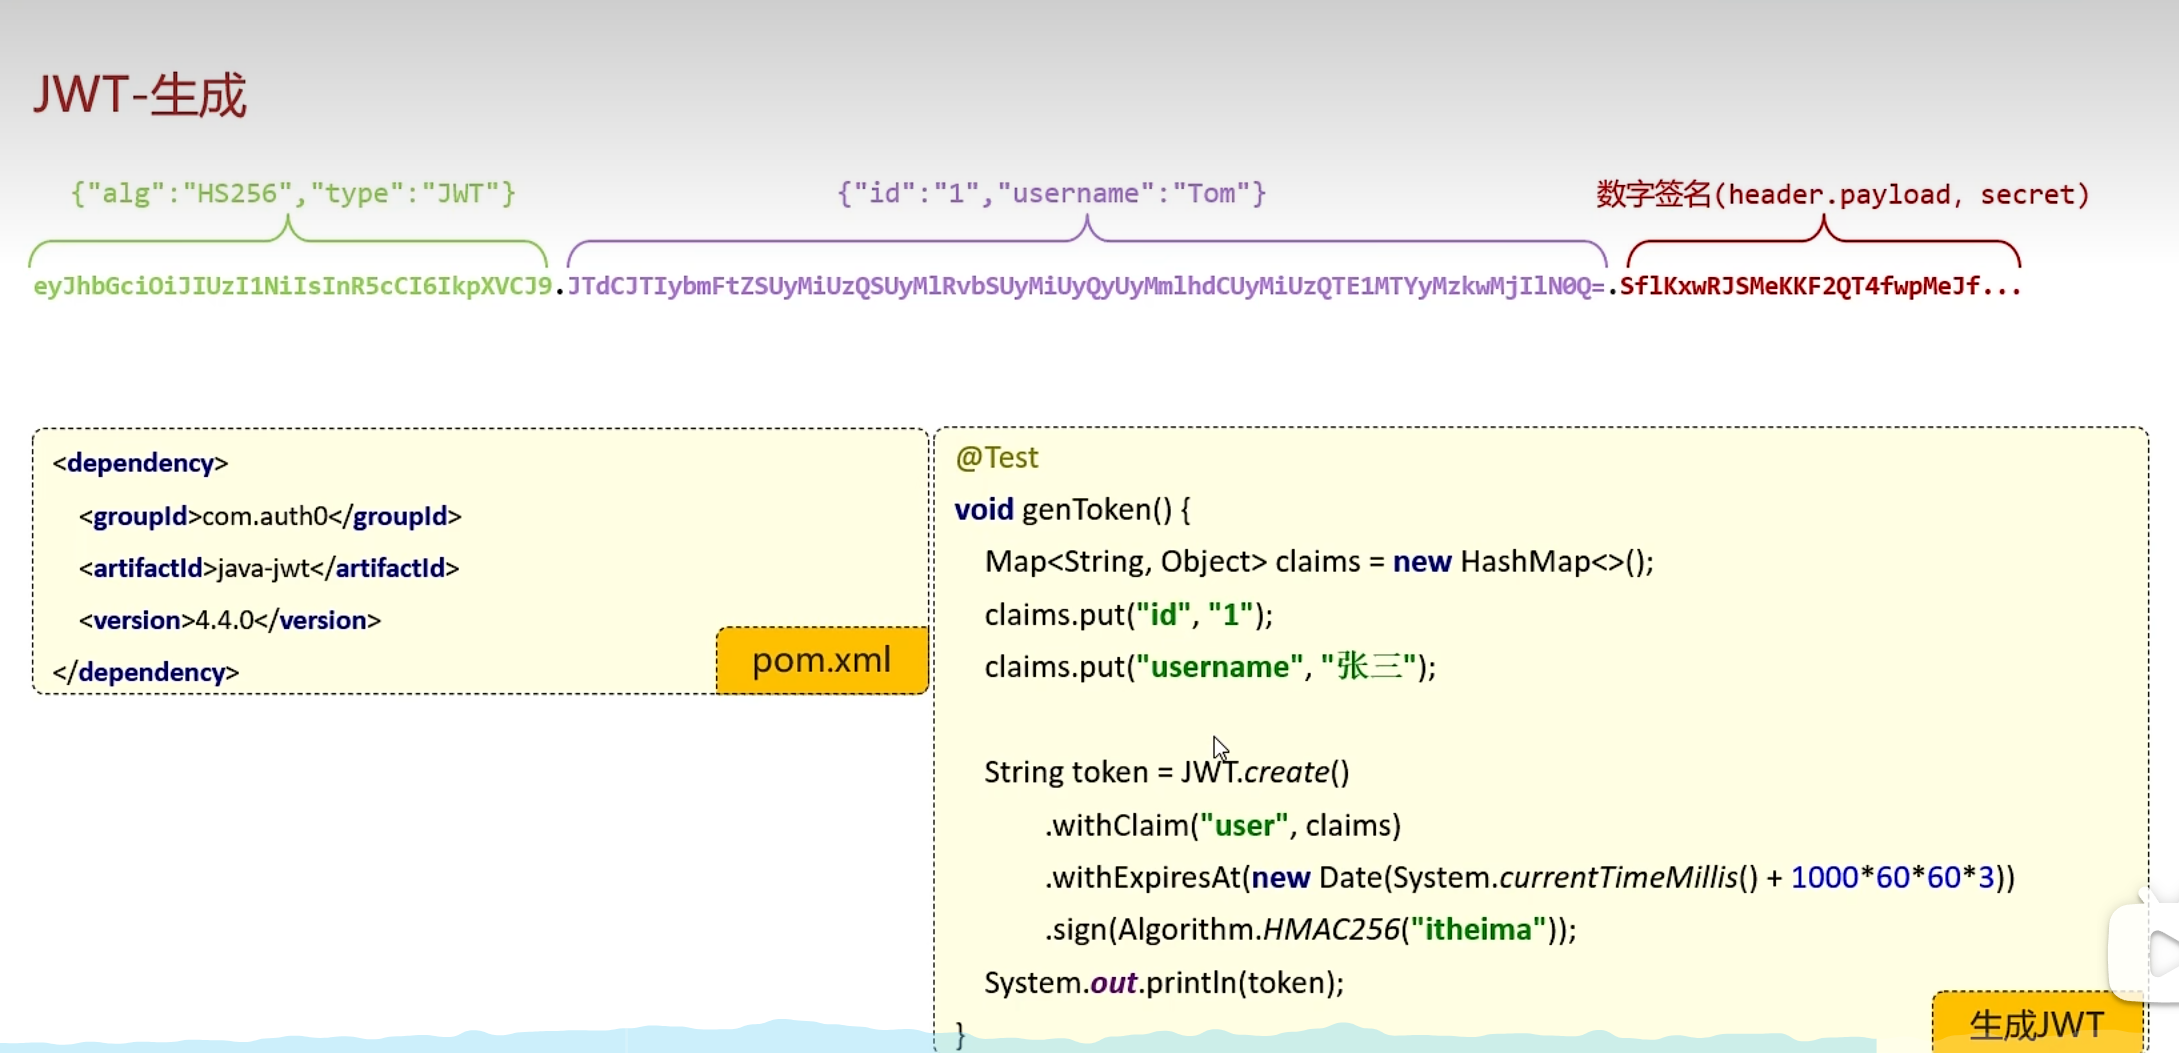 JWT-生成
{"alg":"HS256","type":"JWT"}
{"id":"1","username":"Tom"}
数字签名(header.payload, secret)
eyJhbGciOiJIUzI1NiIsInR5cCI6IkpXVCJ9.JTdCJTIybmFtZSUyMiUzQSUyMlRvbSUyMiUyQyUyMmlhdCUyMiUzQTE1MTYyMzkwMjIlN0Q=.SflKxwRJSMeKKF2QT4fwpMeJf...
<dependency>
<groupId>com.auth0</groupId>
<artifactId>java-jwt</artifactId>
<version>4.4.0</version>
</dependency>
pom.xml
@Test
void genToken() {
Map<String, Object> claims = new HashMap<>();
claims.put("id", "1");
claims.put("username", "张三");
String token = JWT.create()
.withClaim("user", claims)
.withExpiresAt(new Date(System.currentTimeMillis() + 1000*60*60*3))
.sign(Algorithm.HMAC256("itheima"));
System.out.println(token);
}
生成JWT